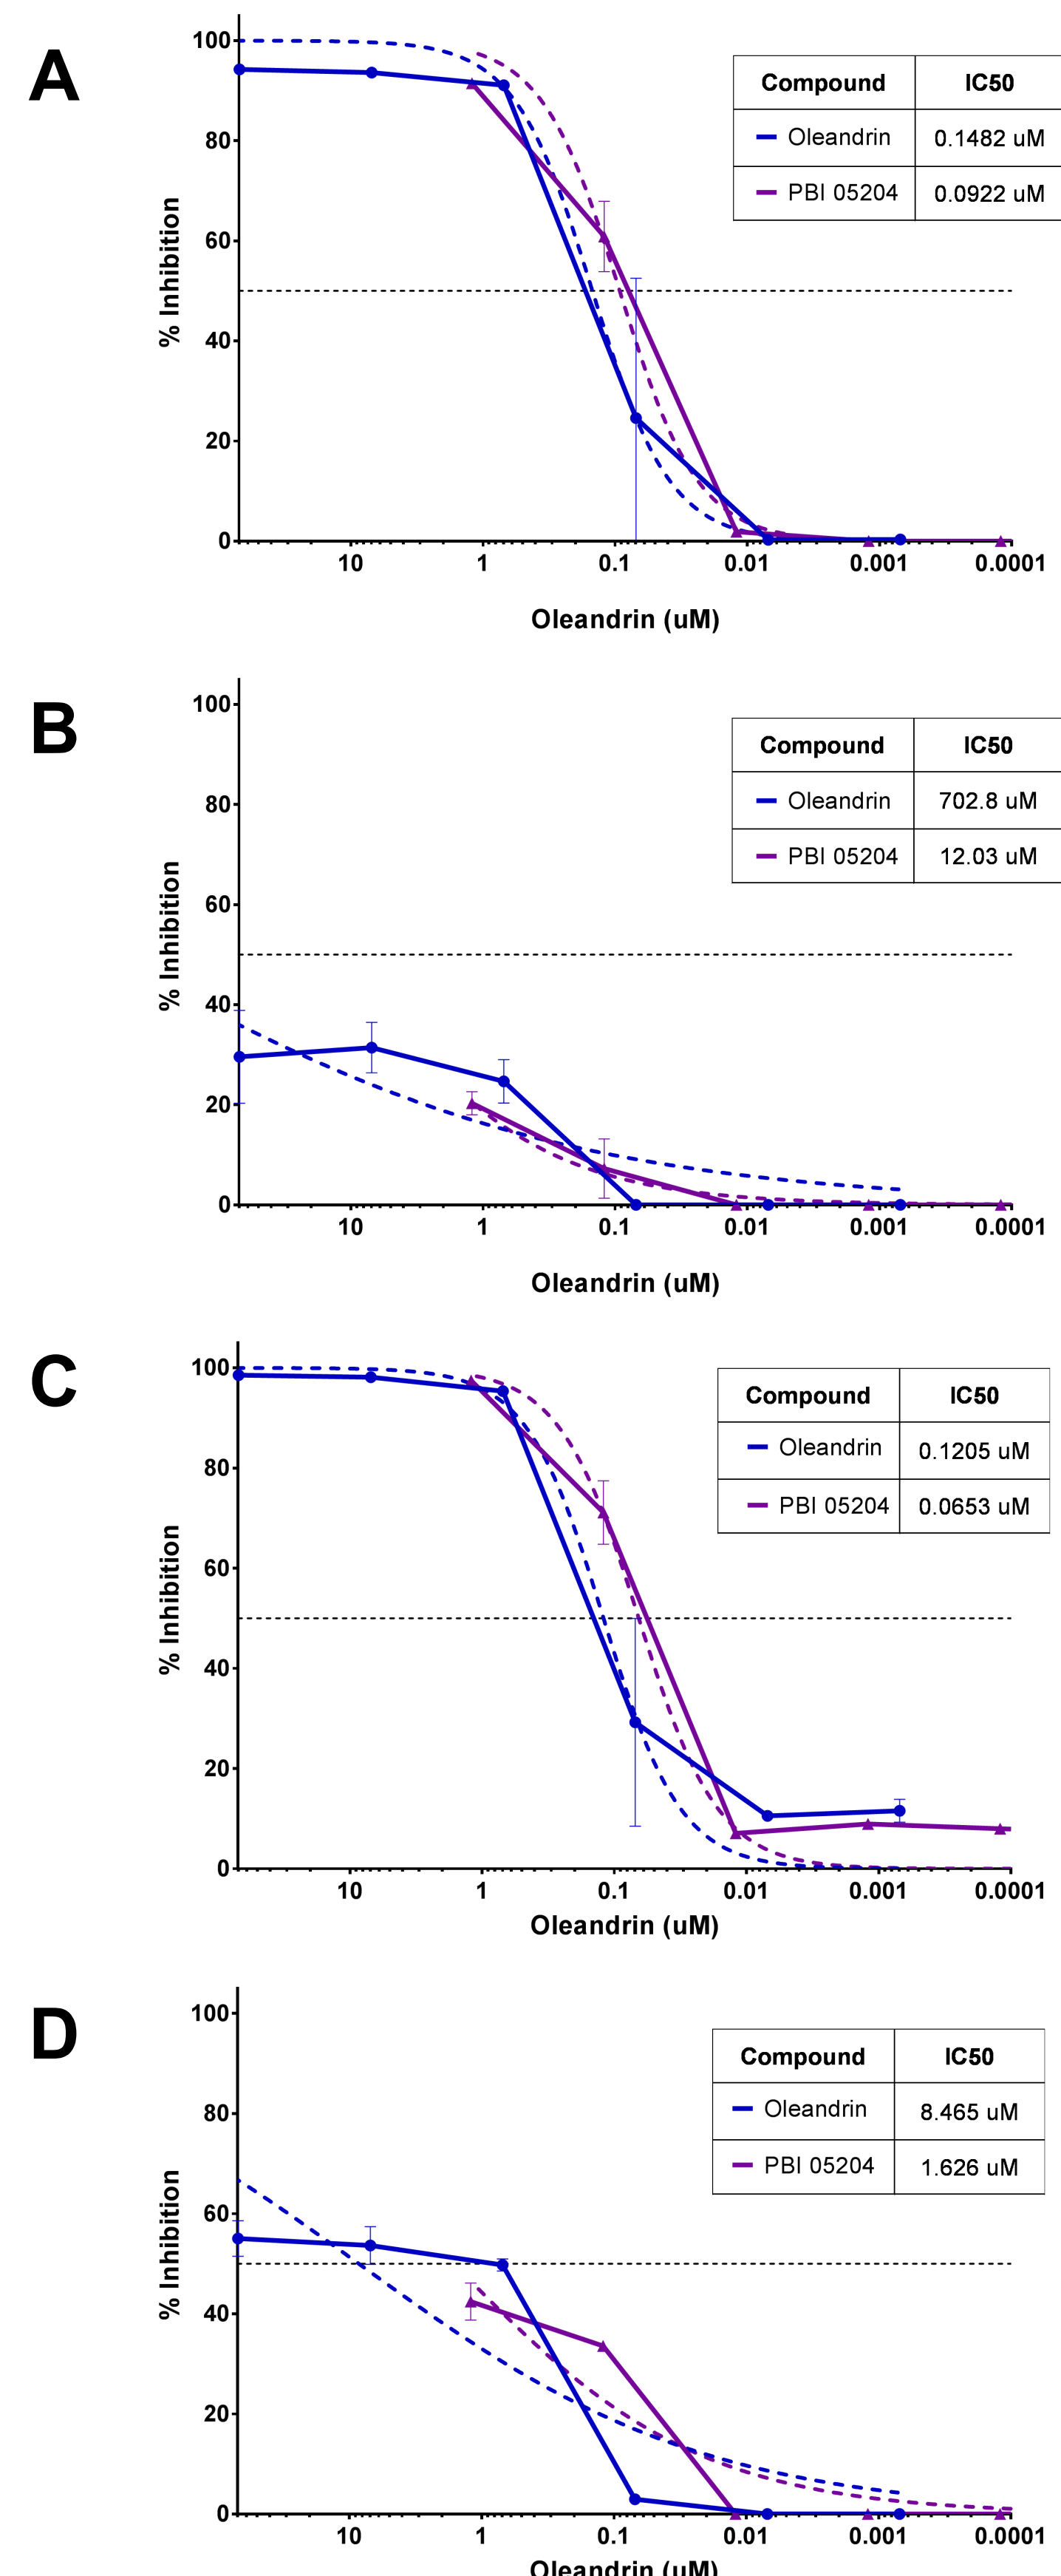 A
100
80
60
40
20
0
% Inhibition
10 1 0.1 0.01 0.001 0.0001
Oleandrin (uM)
Compound IC50
Oleandrin 0.1482 uM
PBI 05204 0.0922 uM
B
100
80
60
40
20
0
% Inhibition
10 1 0.1 0.01 0.001 0.0001
Oleandrin (uM)
Compound IC50
Oleandrin 702.8 uM
PBI 05204 12.03 uM
C
100
80
60
40
20
0
% Inhibition
10 1 0.1 0.01 0.001 0.0001
Oleandrin (uM)
Compound IC50
Oleandrin 0.1205 uM
PBI 05204 0.0653 uM
D
100
80
60
40
20
0
% Inhibition
10 1 0.1 0.01 0.001 0.0001
Oleandrin (uM)
Compound IC50
Oleandrin 8.465 uM
PBI 05204 1.626 uM